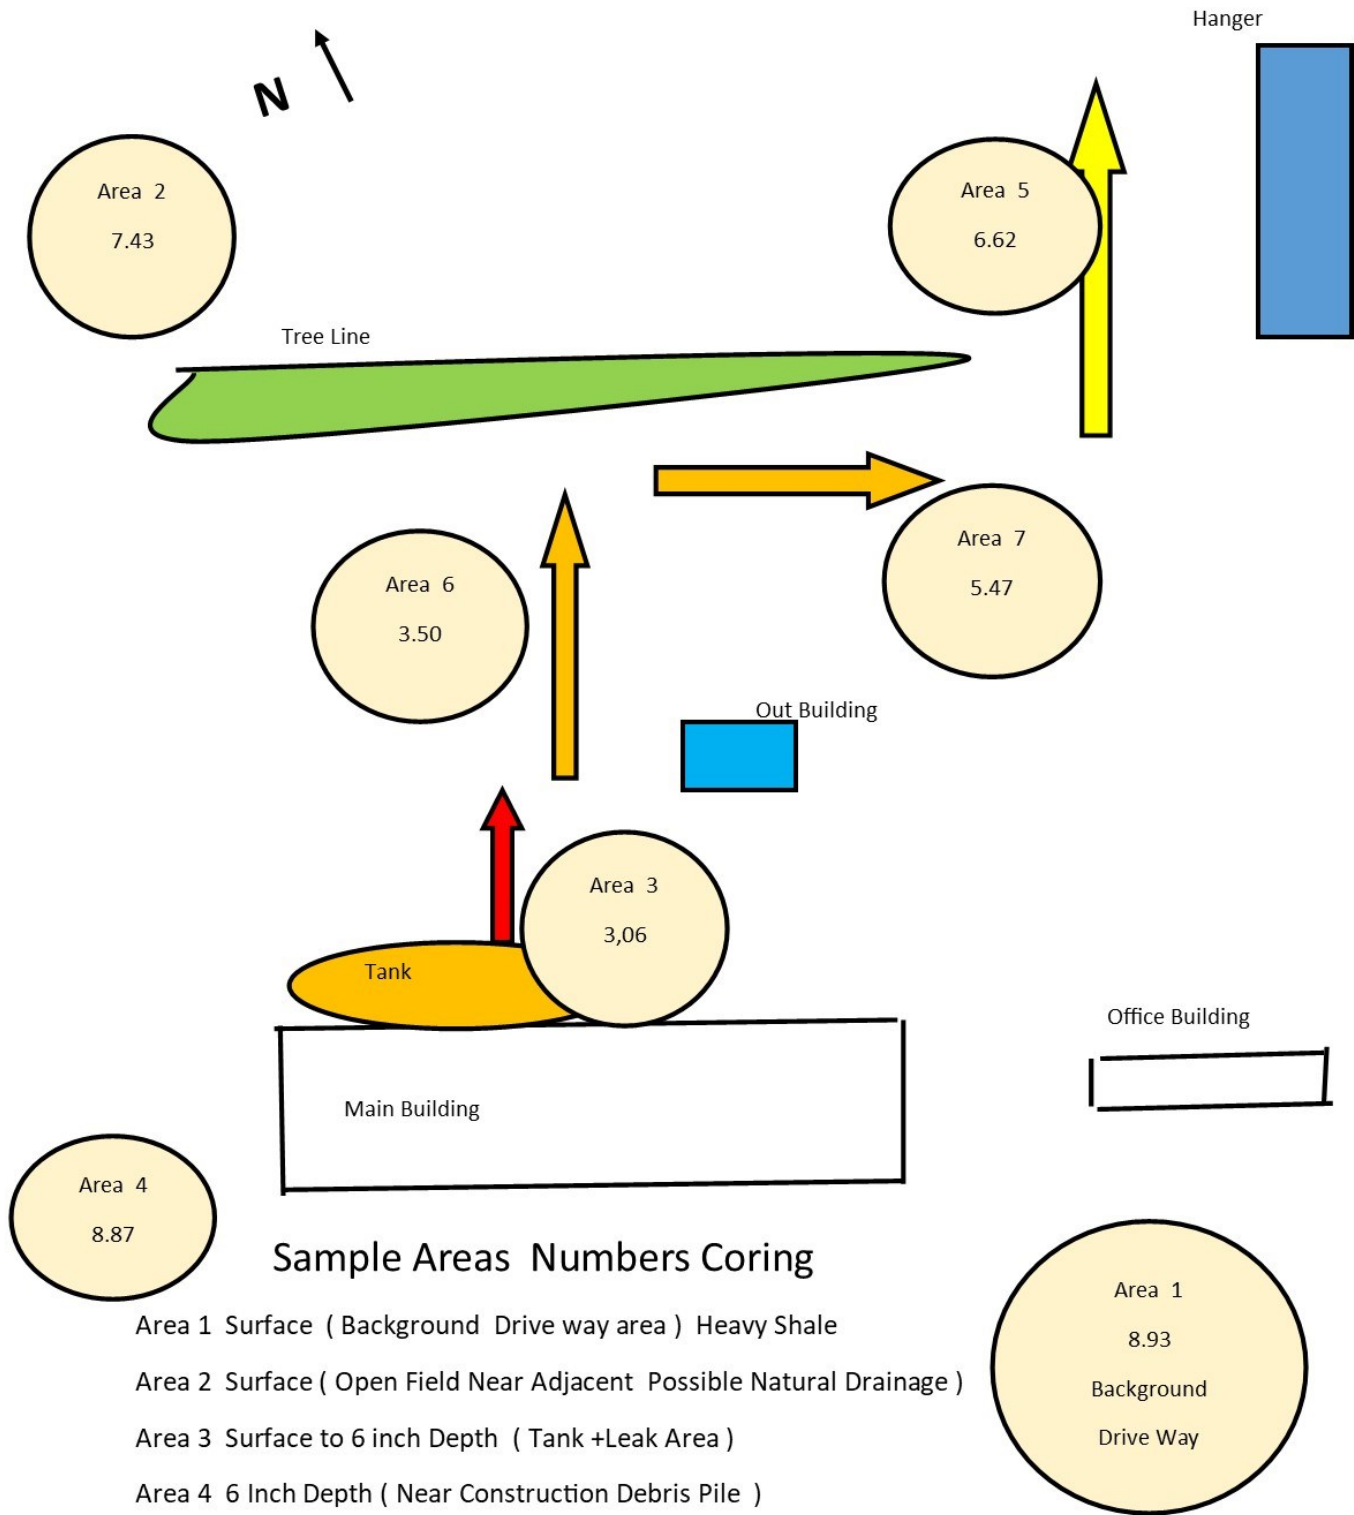 Hanger
N
Area 2
7.43
Area 5
6.62
Tree Line
Area 7
5.47
Area 6
3.50
Out Building
Area 3
3,06
Tank
Office Building
Main Building
Area 4
8.87
Sample Areas Numbers Coring
Area 1
8.93
Background
Drive Way
Area 1 Surface ( Background Drive way area ) Heavy Shale
Area 2 Surface ( Open Field Near Adjacent Possible Natural Drainage )
Area 3 Surface to 6 inch Depth ( Tank +Leak Area )
Area 4 6 Inch Depth ( Near Construction Debris Pile )